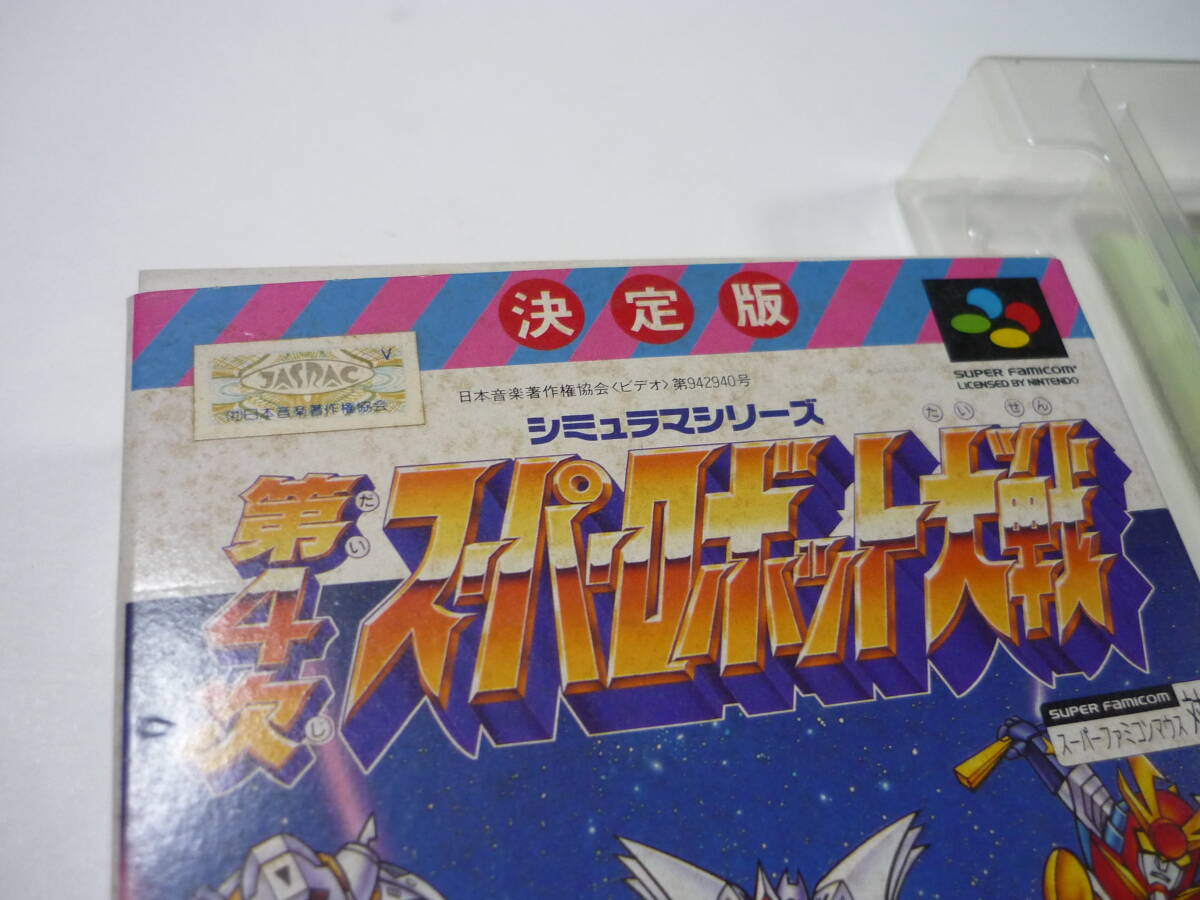 決定版
SUPER FAMICOM
LICENSED BY NINTENDO
V
JASRAC
(社)日本音楽著作権協会
日本音楽著作権協会〈ビデオ〉第942940号
シミュラマシリーズ
だいじ
第4次
たいせん
スーパーロボット大戦
SUPER FAMICOM
スーパーファミコンマウス